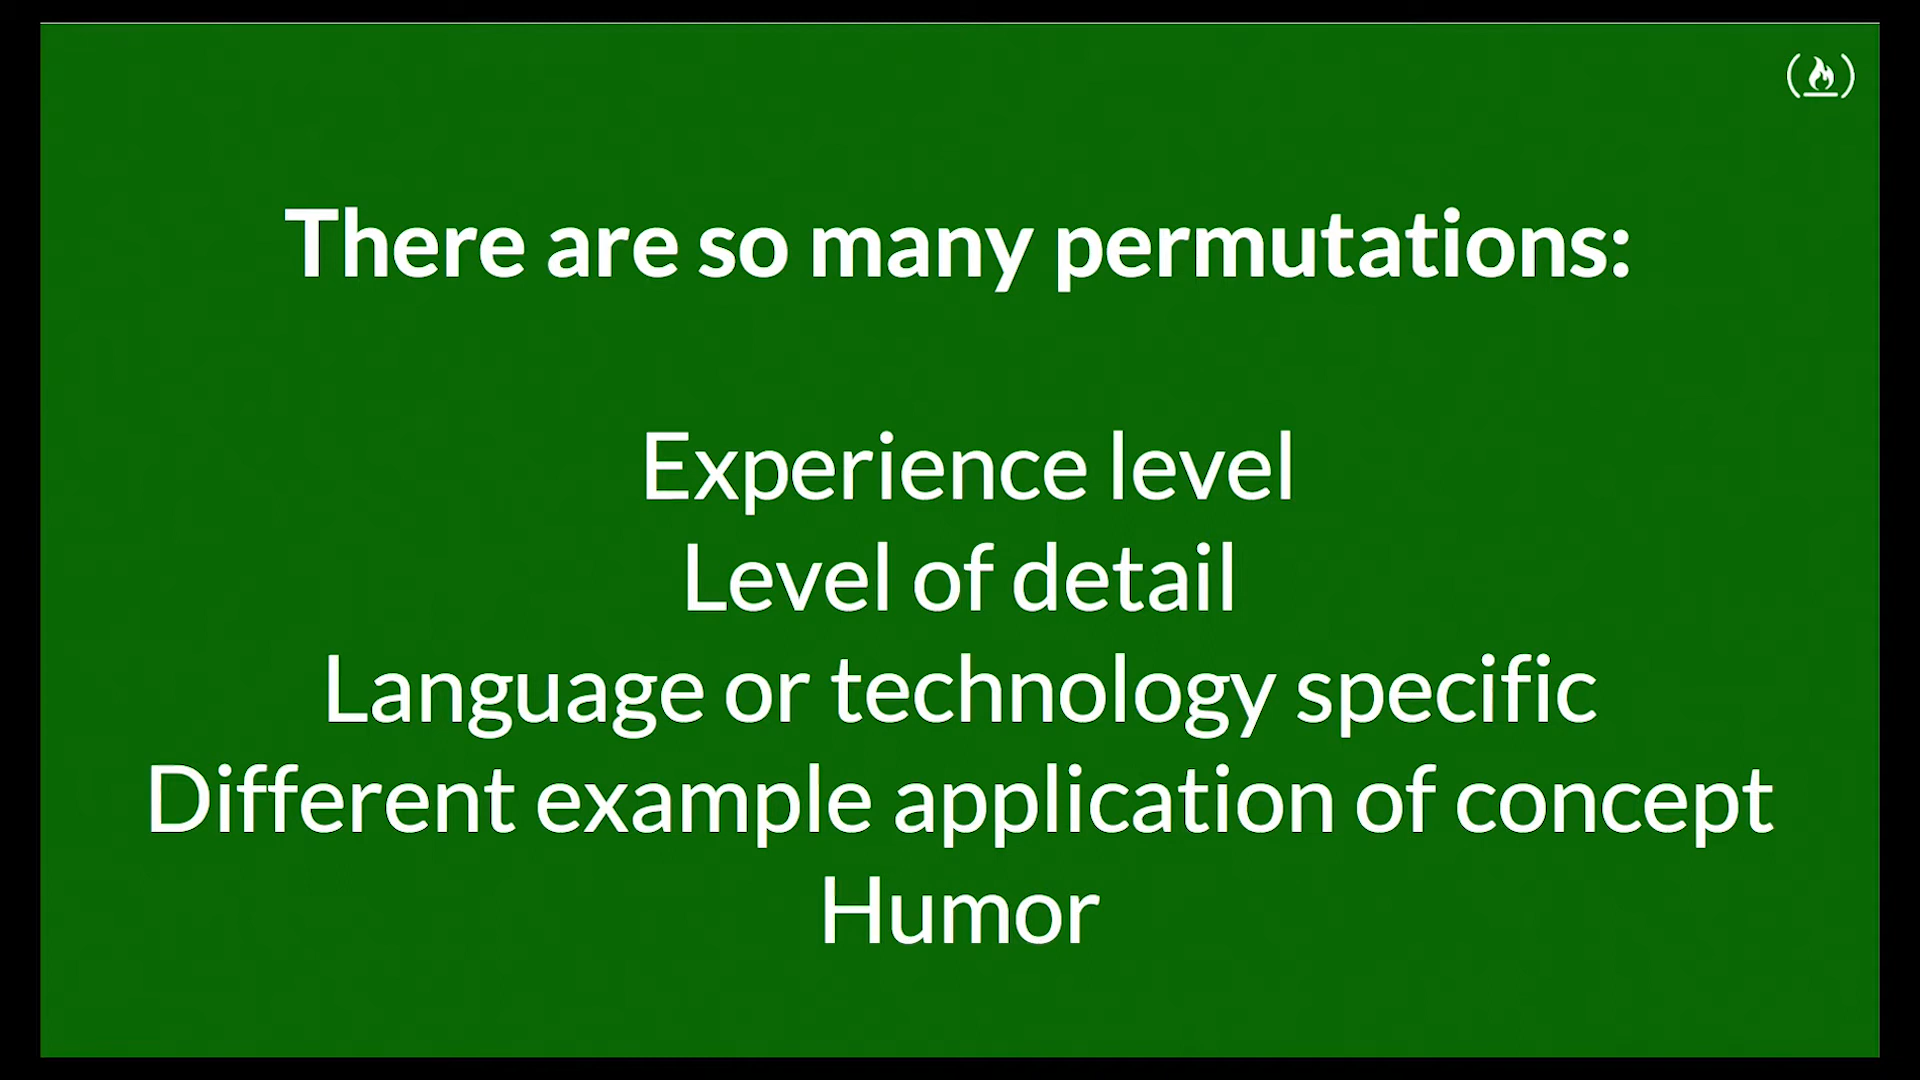 There are so many permutations:
Experience level
Level of detail
Language or technology specific
Different example application of concept
Humor